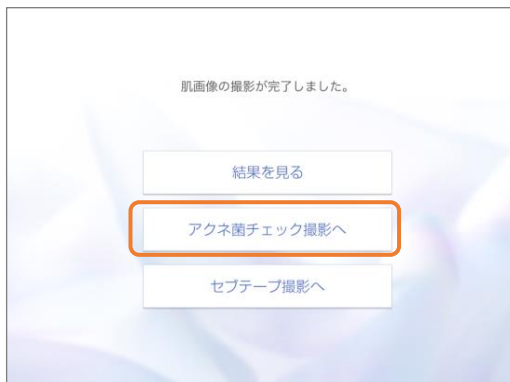 肌画像の撮影が完了しました。
結果を見る
アクネ菌チェック撮影へ
セブテープ撮影へ